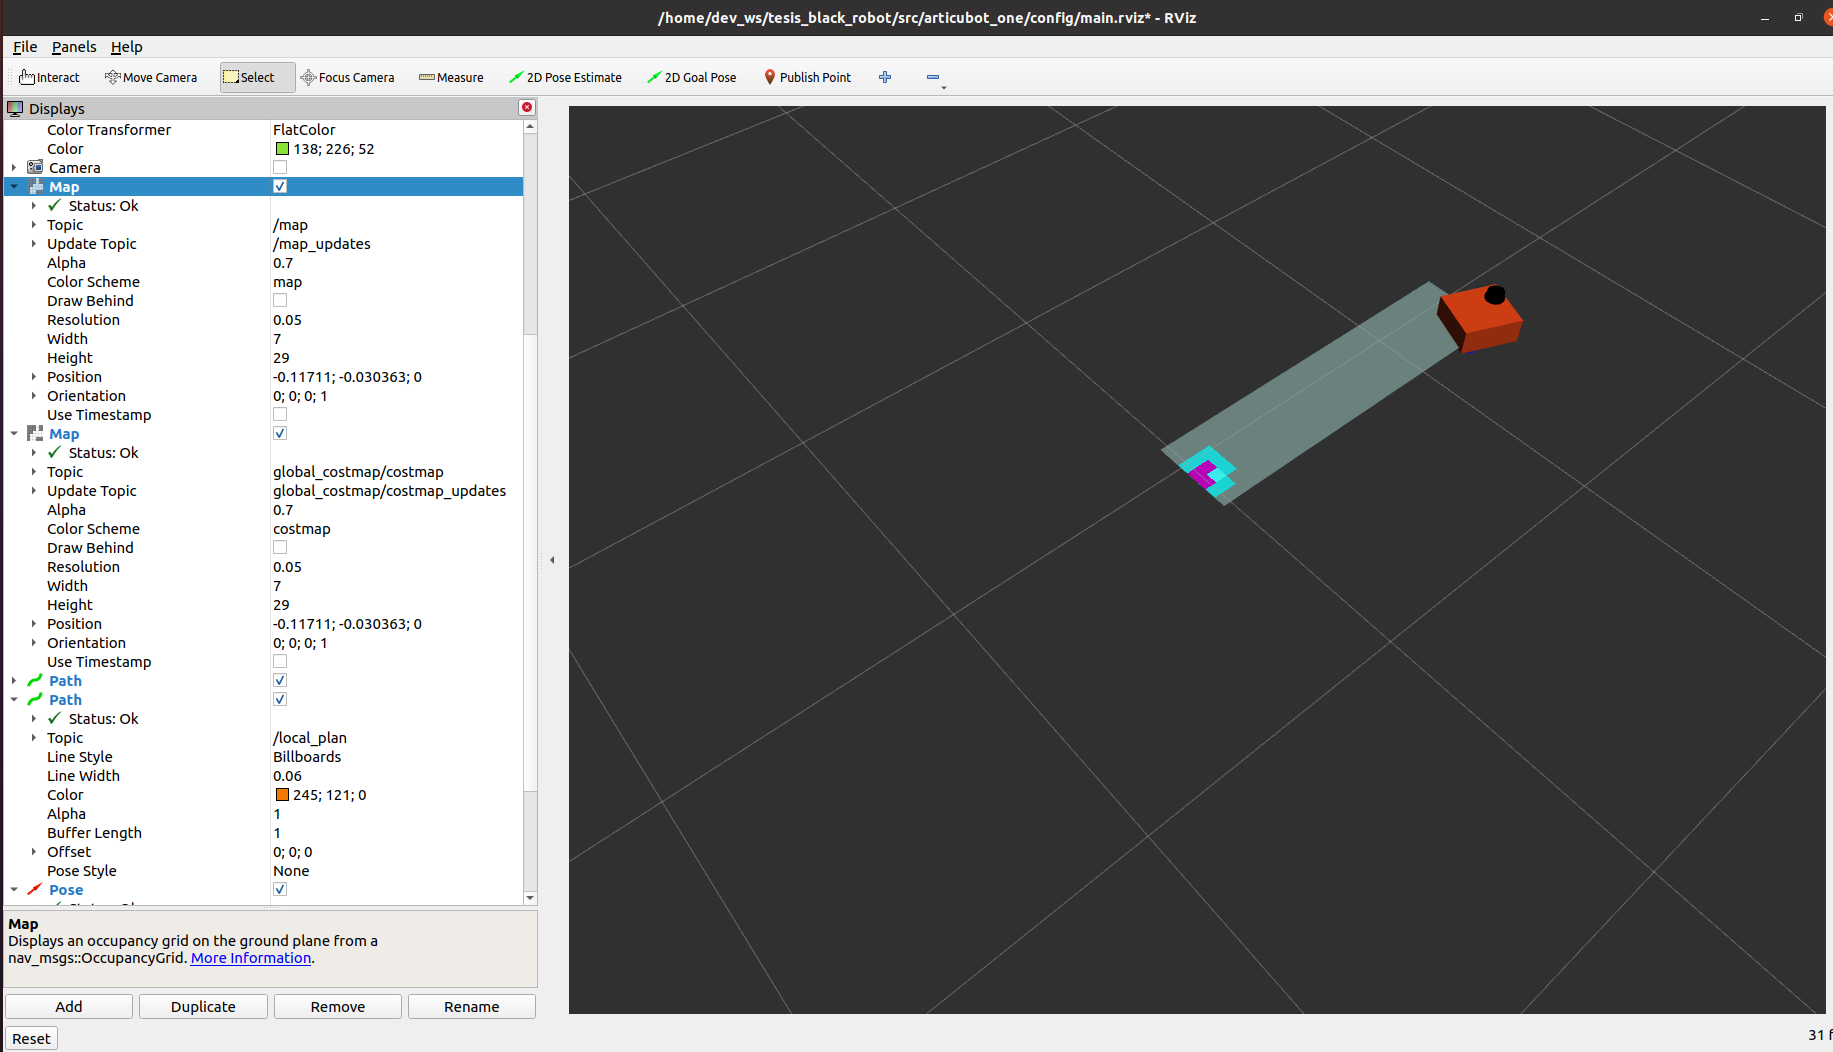 /home/dev_ws/tesis_black_robot/src/articubot_one/config/main.rviz* - RViz
File Panels Help
Interact Move Camera Select Focus Camera Measure 2D Pose Estimate 2D Goal Pose Publish Point
Displays
Color Transformer FlatColor
Color 138; 226; 52
Camera
Map
Status: Ok
Topic /map
Update Topic /map_updates
Alpha 0.7
Color Scheme map
Draw Behind
Resolution 0.05
Width 7
Height 29
Position -0.11711; -0.030363; 0
Orientation 0; 0; 0; 1
Use Timestamp
Map
Status: Ok
Topic global_costmap/costmap
Update Topic global_costmap/costmap_updates
Alpha 0.7
Color Scheme costmap
Draw Behind
Resolution 0.05
Width 7
Height 29
Position -0.11711; -0.030363; 0
Orientation 0; 0; 0; 1
Use Timestamp
Path
Path
Status: Ok
Topic /local_plan
Line Style Billboards
Line Width 0.06
Color 245; 121; 0
Alpha 1
Buffer Length 1
Offset 0; 0; 0
Pose Style None
Pose
Map
Displays an occupancy grid on the ground plane from a
nav_msgs::OccupancyGrid. More Information.
Add Duplicate Remove Rename
Reset
31